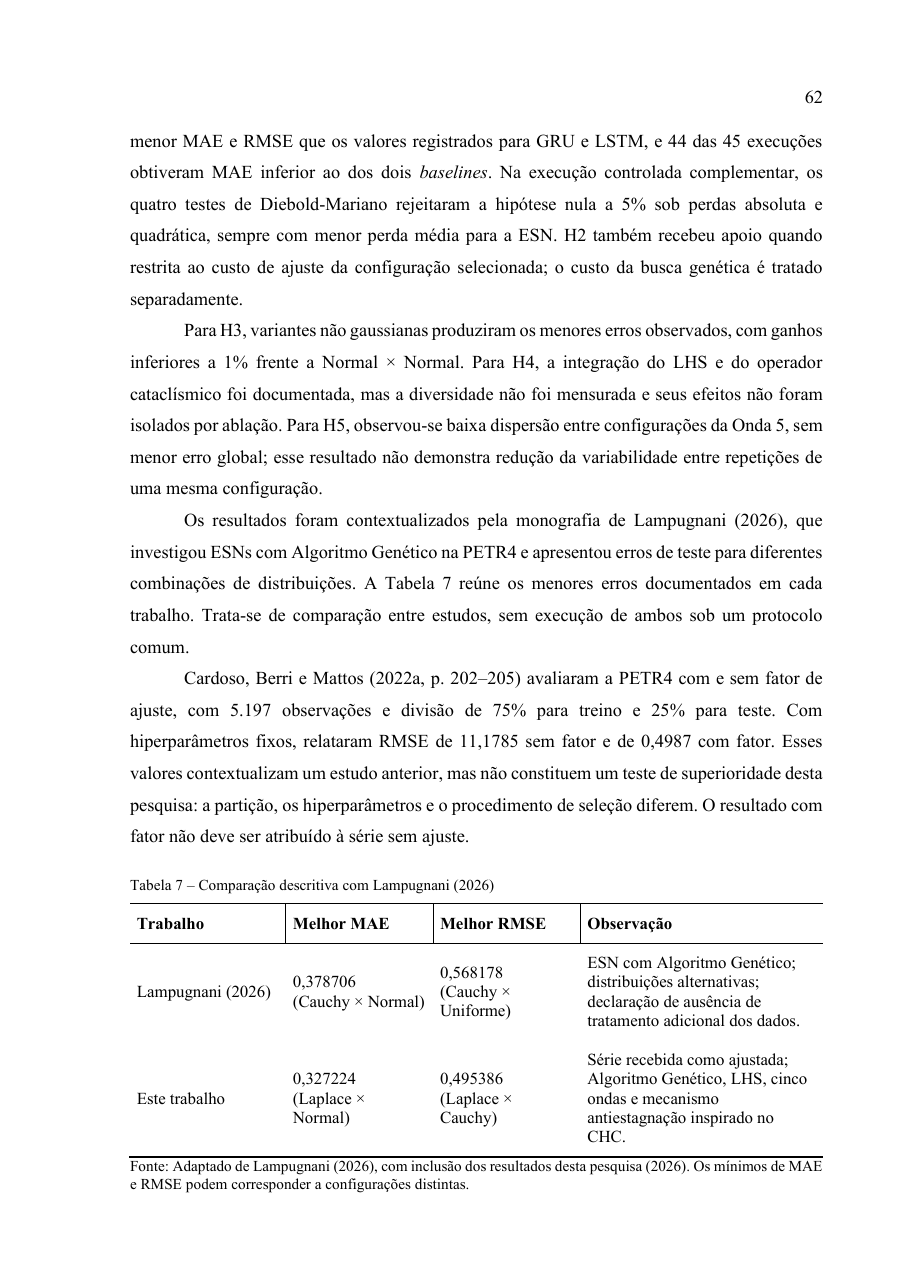 62
menor MAE e RMSE que os valores registrados para GRU e LSTM, e 44 das 45 execuções
obtiveram MAE inferior ao dos dois baselines. Na execução controlada complementar, os
quatro testes de Diebold-Mariano rejeitaram a hipótese nula a 5% sob perdas absoluta e
quadrática, sempre com menor perda média para a ESN. H2 também recebeu apoio quando
restrita ao custo de ajuste da configuração selecionada; o custo da busca genética é tratado
separadamente.
Para H3, variantes não gaussianas produziram os menores erros observados, com ganhos
inferiores a 1% frente a Normal × Normal. Para H4, a integração do LHS e do operador
cataclísmico foi documentada, mas a diversidade não foi mensurada e seus efeitos não foram
isolados por ablação. Para H5, observou-se baixa dispersão entre configurações da Onda 5, sem
menor erro global; esse resultado não demonstra redução da variabilidade entre repetições de
uma mesma configuração.
Os resultados foram contextualizados pela monografia de Lampugnani (2026), que
investigou ESNs com Algoritmo Genético na PETR4 e apresentou erros de teste para diferentes
combinações de distribuições. A Tabela 7 reúne os menores erros documentados em cada
trabalho. Trata-se de comparação entre estudos, sem execução de ambos sob um protocolo
comum.
Cardoso, Berri e Mattos (2022a, p. 202–205) avaliaram a PETR4 com e sem fator de
ajuste, com 5.197 observações e divisão de 75% para treino e 25% para teste. Com
hiperparâmetros fixos, relataram RMSE de 11,1785 sem fator e de 0,4987 com fator. Esses
valores contextualizam um estudo anterior, mas não constituem um teste de superioridade desta
pesquisa: a partição, os hiperparâmetros e o procedimento de seleção diferem. O resultado com
fator não deve ser atribuído à série sem ajuste.
Tabela 7 – Comparação descritiva com Lampugnani (2026)
Trabalho Melhor MAE Melhor RMSE Observação
Lampugnani (2026)
0,378706
(Cauchy × Normal)
0,568178
(Cauchy ×
Uniforme)
ESN com Algoritmo Genético;
distribuições alternativas;
declaração de ausência de
tratamento adicional dos dados.
Este trabalho
0,327224
(Laplace ×
Normal)
0,495386
(Laplace ×
Cauchy)
Série recebida como ajustada;
Algoritmo Genético, LHS, cinco
ondas e mecanismo
antiestagnação inspirado no
CHC.
Fonte: Adaptado de Lampugnani (2026), com inclusão dos resultados desta pesquisa (2026). Os mínimos de MAE
e RMSE podem corresponder a configurações distintas.